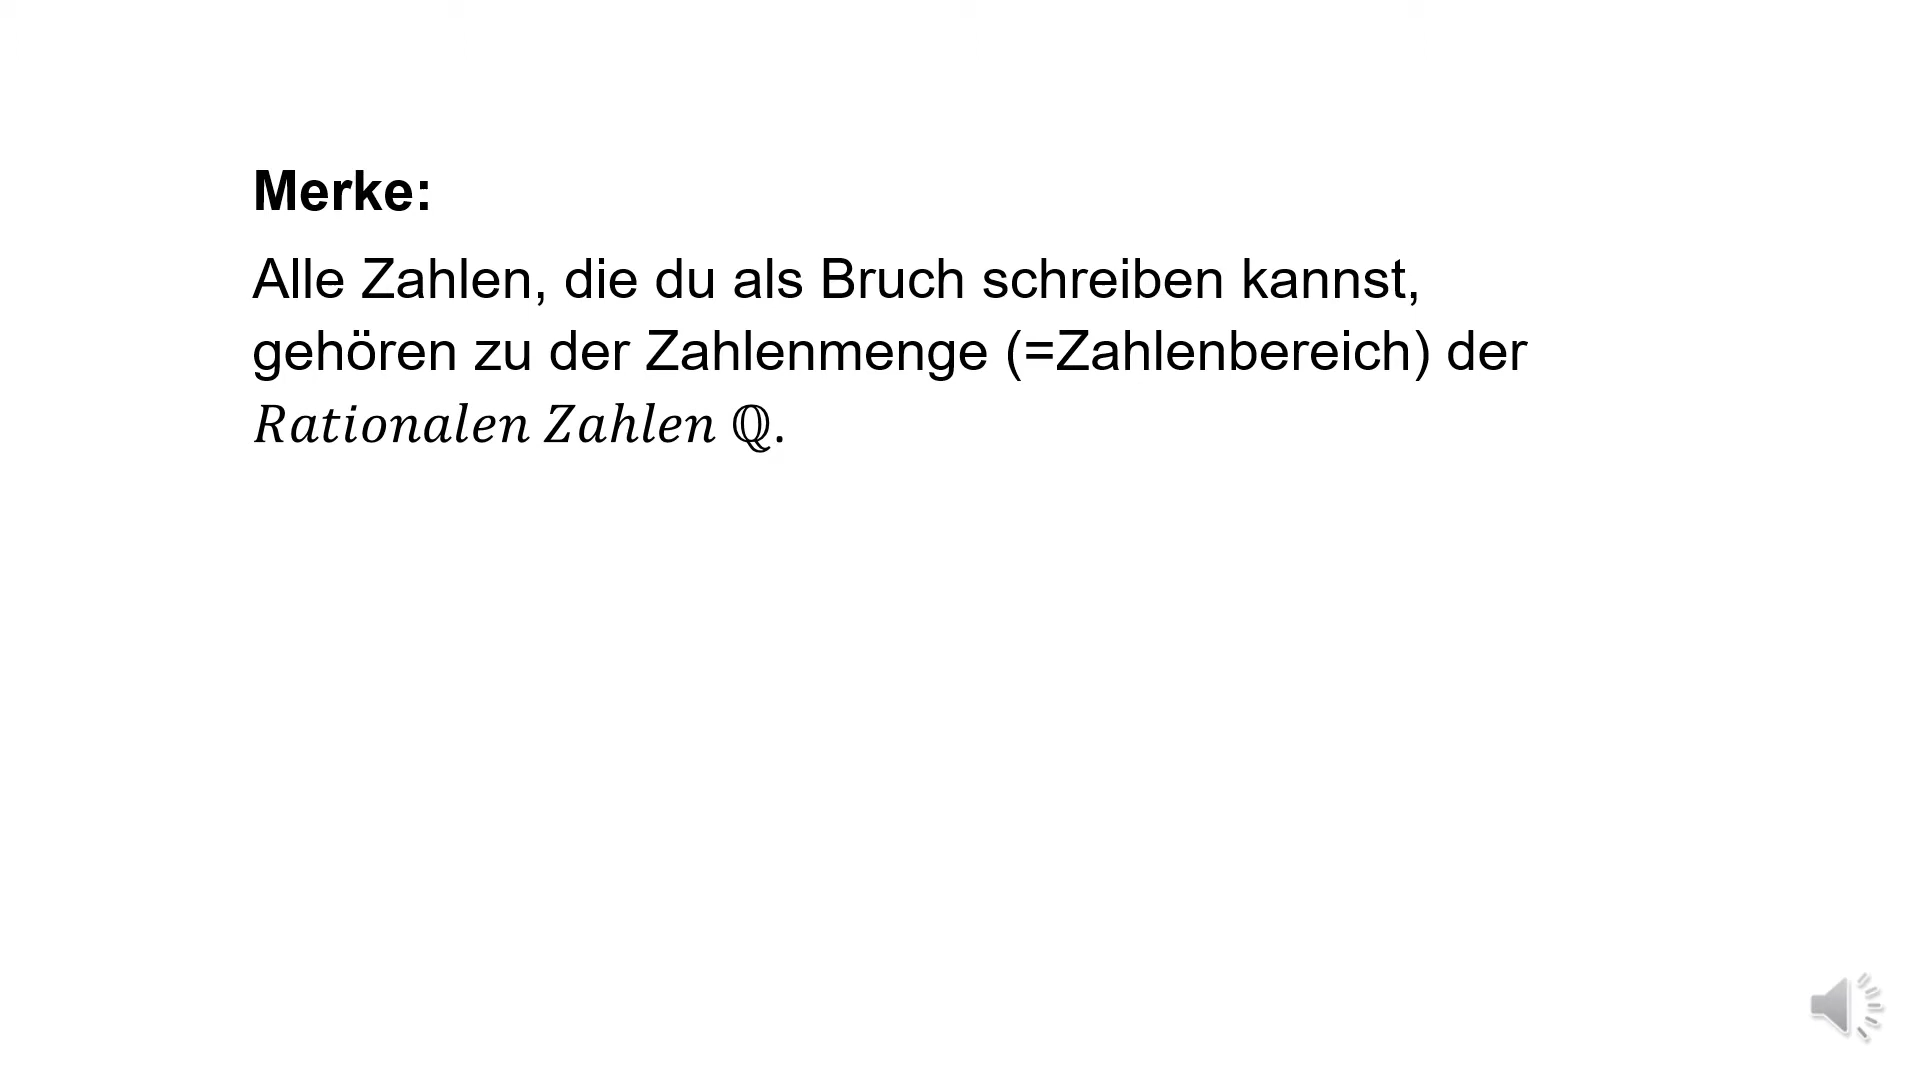 Merke:
Alle Zahlen, die du als Bruch schreiben kannst,
gehören zu der Zahlenmenge (=Zahlenbereich) der
Rationalen Zahlen ℚ.